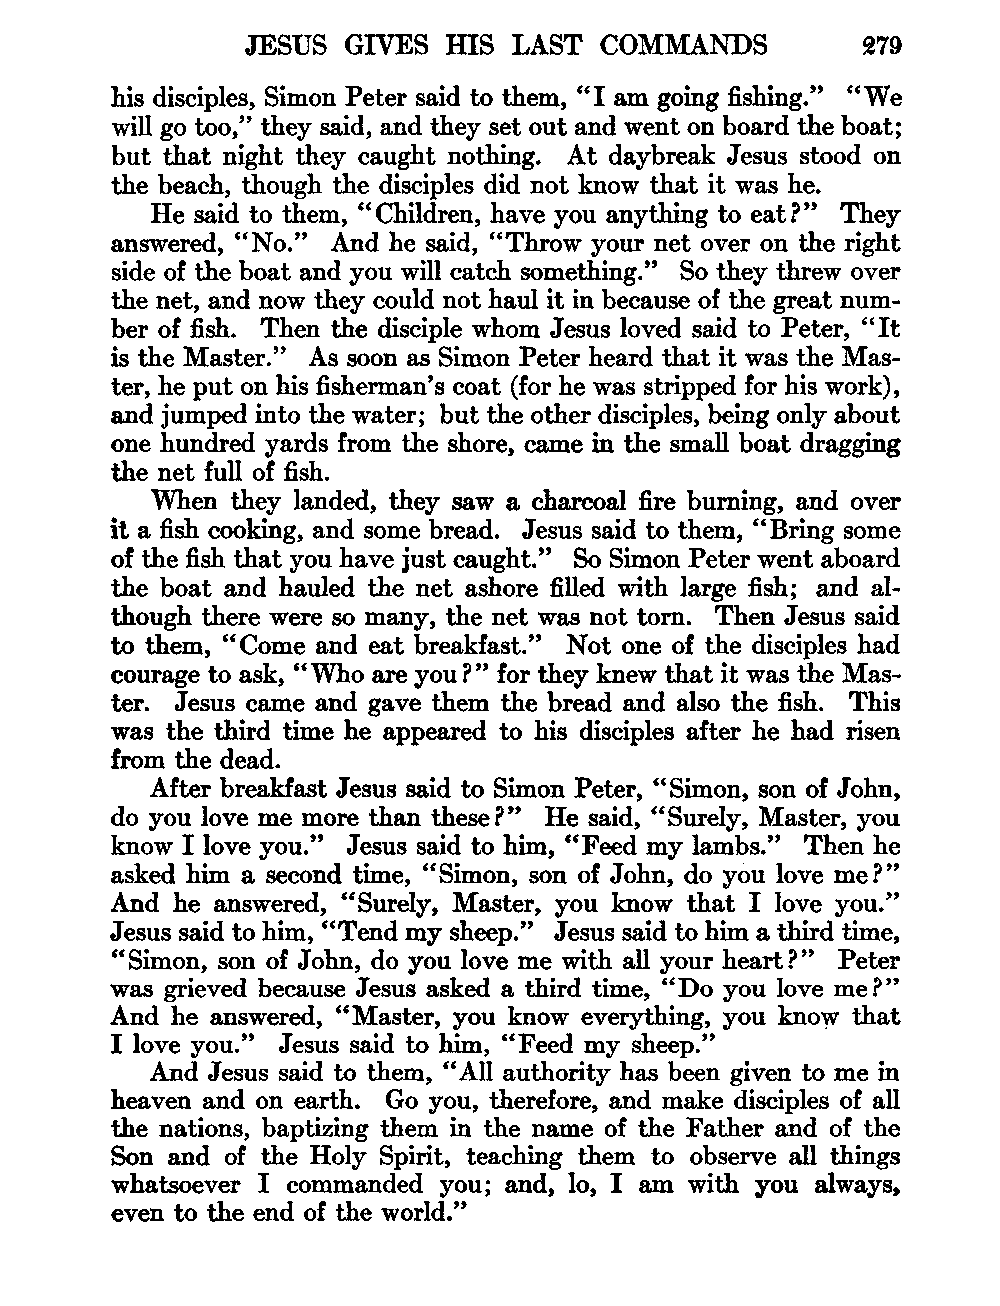 JESUS GIVES HIS LAST COMMANDS 279
his disciples, Simon Peter said to them, “I am going fishing.” “We
will go too,” they said, and they set out and went on board the boat;
but that night they caught nothing. At daybreak Jesus stood on
the beach, though the disciples did not know that it was he.
He said to them, “Children, have you anything to eat?” They
answered, “No.” And he said, “Throw your net over on the right
side of the boat and you will catch something.” So they threw over
the net, and now they could not haul it in because of the great num-
ber of fish. Then the disciple whom Jesus loved said to Peter, “It
is the Master.” As soon as Simon Peter heard that it was the Mas-
ter, he put on his fisherman’s coat (for he was stripped for his work),
and jumped into the water; but the other disciples, being only about
one hundred yards from the shore, came in the small boat dragging
the net full of fish.
When they landed, they saw a charcoal fire burning, and over
it a fish cooking, and some bread. Jesus said to them, “Bring some
of the fish that you have just caught.” So Simon Peter went aboard
the boat and hauled the net ashore filled with large fish; and al-
though there were so many, the net was not torn. Then Jesus said
to them, “Come and eat breakfast.” Not one of the disciples had
courage to ask, “Who are you?” for they knew that it was the Mas-
ter. Jesus came and gave them the bread and also the fish. This
was the third time he appeared to his disciples after he had risen
from the dead.
After breakfast Jesus said to Simon Peter, “Simon, son of John,
do you love me more than these?” He said, “Surely, Master, you
know I love you.” Jesus said to him, “Feed my lambs.” Then he
asked him a second time, “Simon, son of John, do you love me?”
And he answered, “Surely, Master, you know that I love you.”
Jesus said to him, “Tend my sheep.” Jesus said to him a third time,
“Simon, son of John, do you love me with all your heart?” Peter
was grieved because Jesus asked a third time, “Do you love me?”
And he answered, “Master, you know everything, you know that
I love you.” Jesus said to him, “Feed my sheep.”
And Jesus said to them, “All authority has been given to me in
heaven and on earth. Go you, therefore, and make disciples of all
the nations, baptizing them in the name of the Father and of the
Son and of the Holy Spirit, teaching them to observe all things
whatsoever I commanded you; and, lo, I am with you always,
even to the end of the world.”